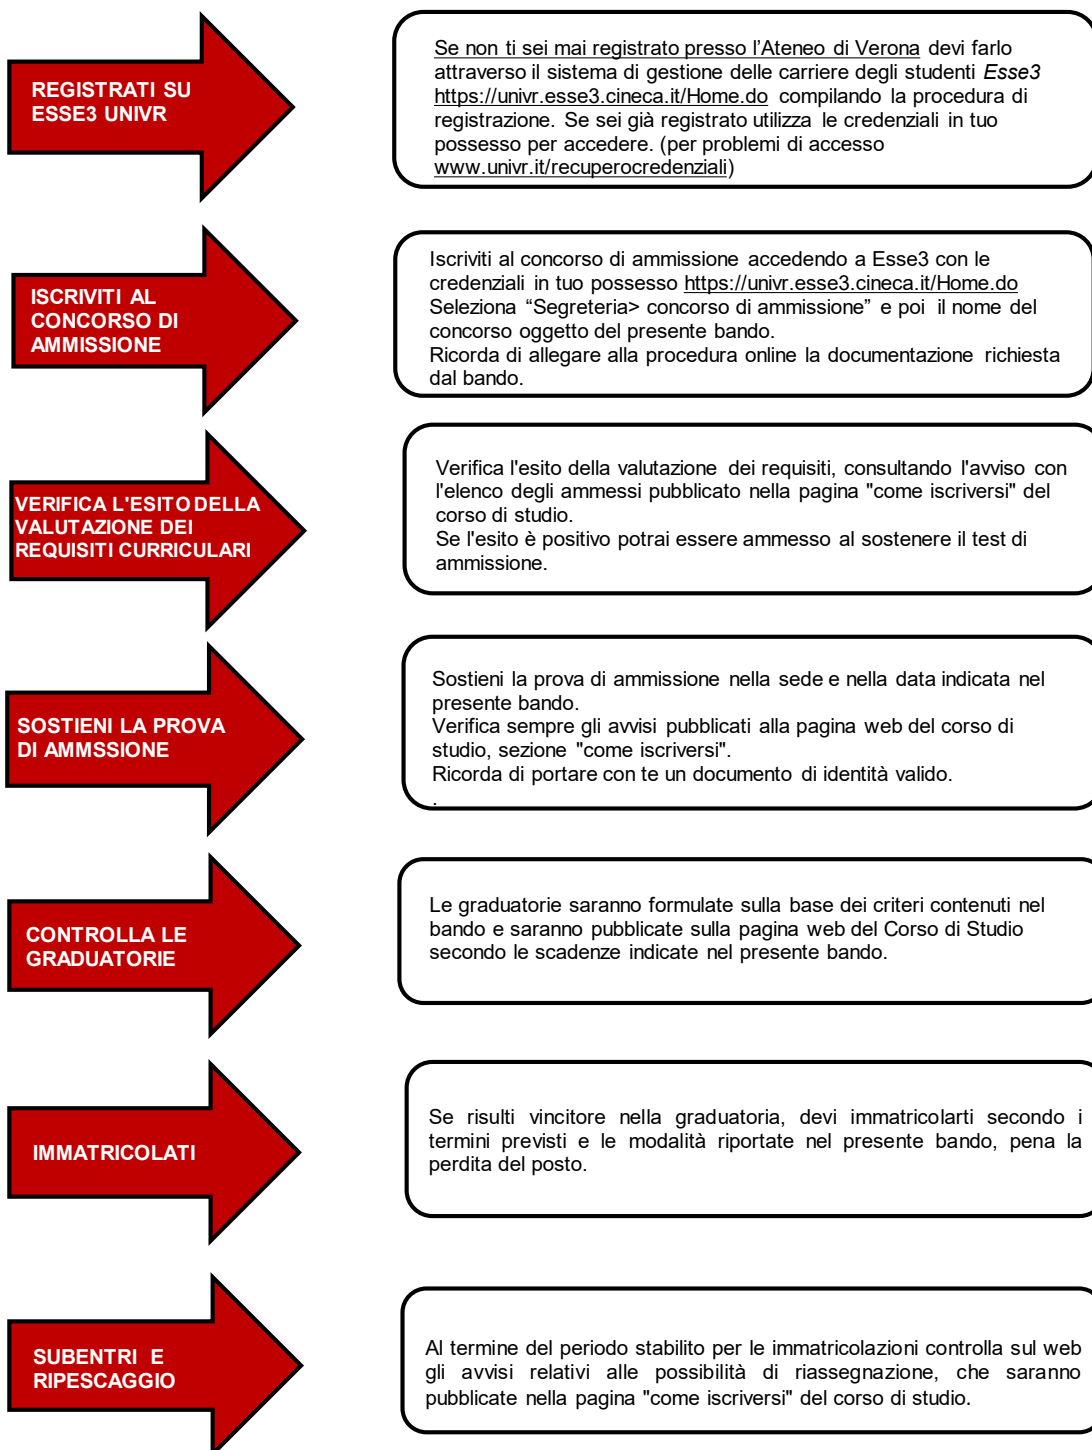 REGISTRATI SU
ESSE3 UNIVR
Se non ti sei mai registrato presso l'Ateneo di Verona devi farlo
attraverso il sistema di gestione delle carriere degli studenti Esse3
https://univr.esse3.cineca.it/Home.do compilando la procedura di
registrazione. Se sei già registrato utilizza le credenziali in tuo
possesso per accedere. (per problemi di accesso
www.univr.it/recuperocredenziali)
ISCRIVITI AL
CONCORSO DI
AMMISSIONE
Iscriviti al concorso di ammissione accedendo a Esse3 con le
credenziali in tuo possesso https://univr.esse3.cineca.it/Home.do
Seleziona “Segreteria> concorso di ammissione” e poi il nome del
concorso oggetto del presente bando.
Ricorda di allegare alla procedura online la documentazione richiesta
dal bando.
VERIFICA L'ESITO DELLA
VALUTAZIONE DEI
REQUISITI CURRICULARI
Verifica l'esito della valutazione dei requisiti, consultando l'avviso con
l'elenco degli ammessi pubblicato nella pagina "come iscriversi" del
corso di studio.
Se l'esito è positivo potrai essere ammesso al sostenere il test di
ammissione.
SOSTIENI LA PROVA
DI AMMSSIONE
Sostieni la prova di ammissione nella sede e nella data indicata nel
presente bando.
Verifica sempre gli avvisi pubblicati alla pagina web del corso di
studio, sezione "come iscriversi".
Ricorda di portare con te un documento di identità valido.
.
CONTROLLA LE
GRADUATORIE
Le graduatorie saranno formulate sulla base dei criteri contenuti nel
bando e saranno pubblicate sulla pagina web del Corso di Studio
secondo le scadenze indicate nel presente bando.
IMMATRICOLATI
Se risulti vincitore nella graduatoria, devi immatricolarti secondo i
termini previsti e le modalità riportate nel presente bando, pena la
perdita del posto.
SUBENTRI E
RIPESCAGGIO
Al termine del periodo stabilito per le immatricolazioni controlla sul web
gli avvisi relativi alle possibilità di riassegnazione, che saranno
pubblicate nella pagina "come iscriversi" del corso di studio.